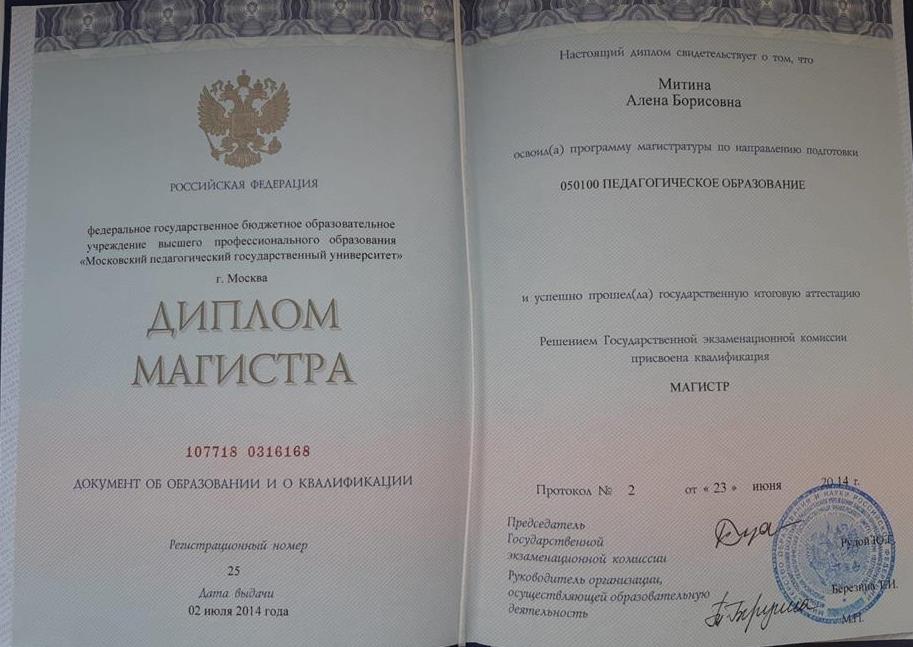 РОССИЙСКАЯ ФЕДЕРАЦИЯ
федеральное государственное бюджетное образовательное
учреждение высшего профессионального образования
«Московский педагогический государственный университет»
г. Москва
ДИПЛОМ
МАГИСТРА
107718 0316168
ДОКУМЕНТ ОБ ОБРАЗОВАНИИ И О КВАЛИФИКАЦИИ
Регистрационный номер
25
Дата выдачи
02 июля 2014 года
Настоящий диплом свидетельствует о том, что
Митина
Алена Борисовна
освоил(а) программу магистратуры по направлению подготовки
050100 ПЕДАГОГИЧЕСКОЕ ОБРАЗОВАНИЕ
и успешно прошел(ла) государственную итоговую аттестацию
Решением Государственной экзаменационной комиссии
присвоена квалификация
МАГИСТР
Протокол № 2 от « 23 » июня 2014 г.
Председатель
Государственной
экзаменационной комиссии
Рудой Ю.Г.
Руководитель организации,
осуществляющей образовательную
деятельность
Березина Т.И.
М.П.